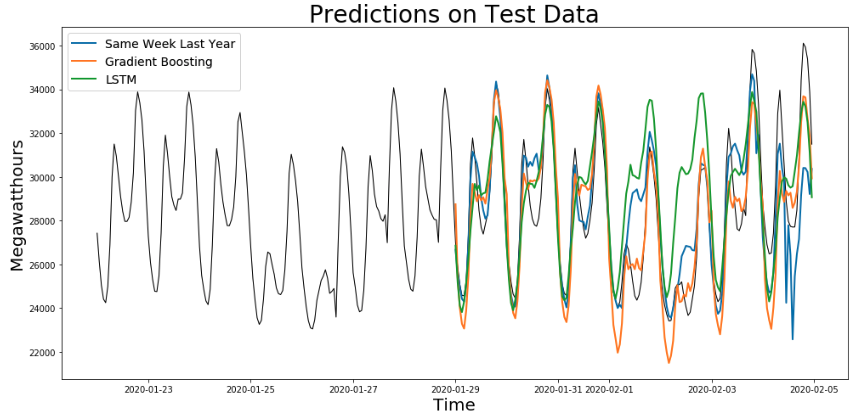 Predictions on Test Data
Megawatthours
36000
34000
32000
30000
28000
26000
24000
22000
Same Week Last Year
Gradient Boosting
LSTM
2020-01-23
2020-01-25
2020-01-27
2020-01-29
2020-01-31
2020-02-01
2020-02-03
2020-02-05
Time